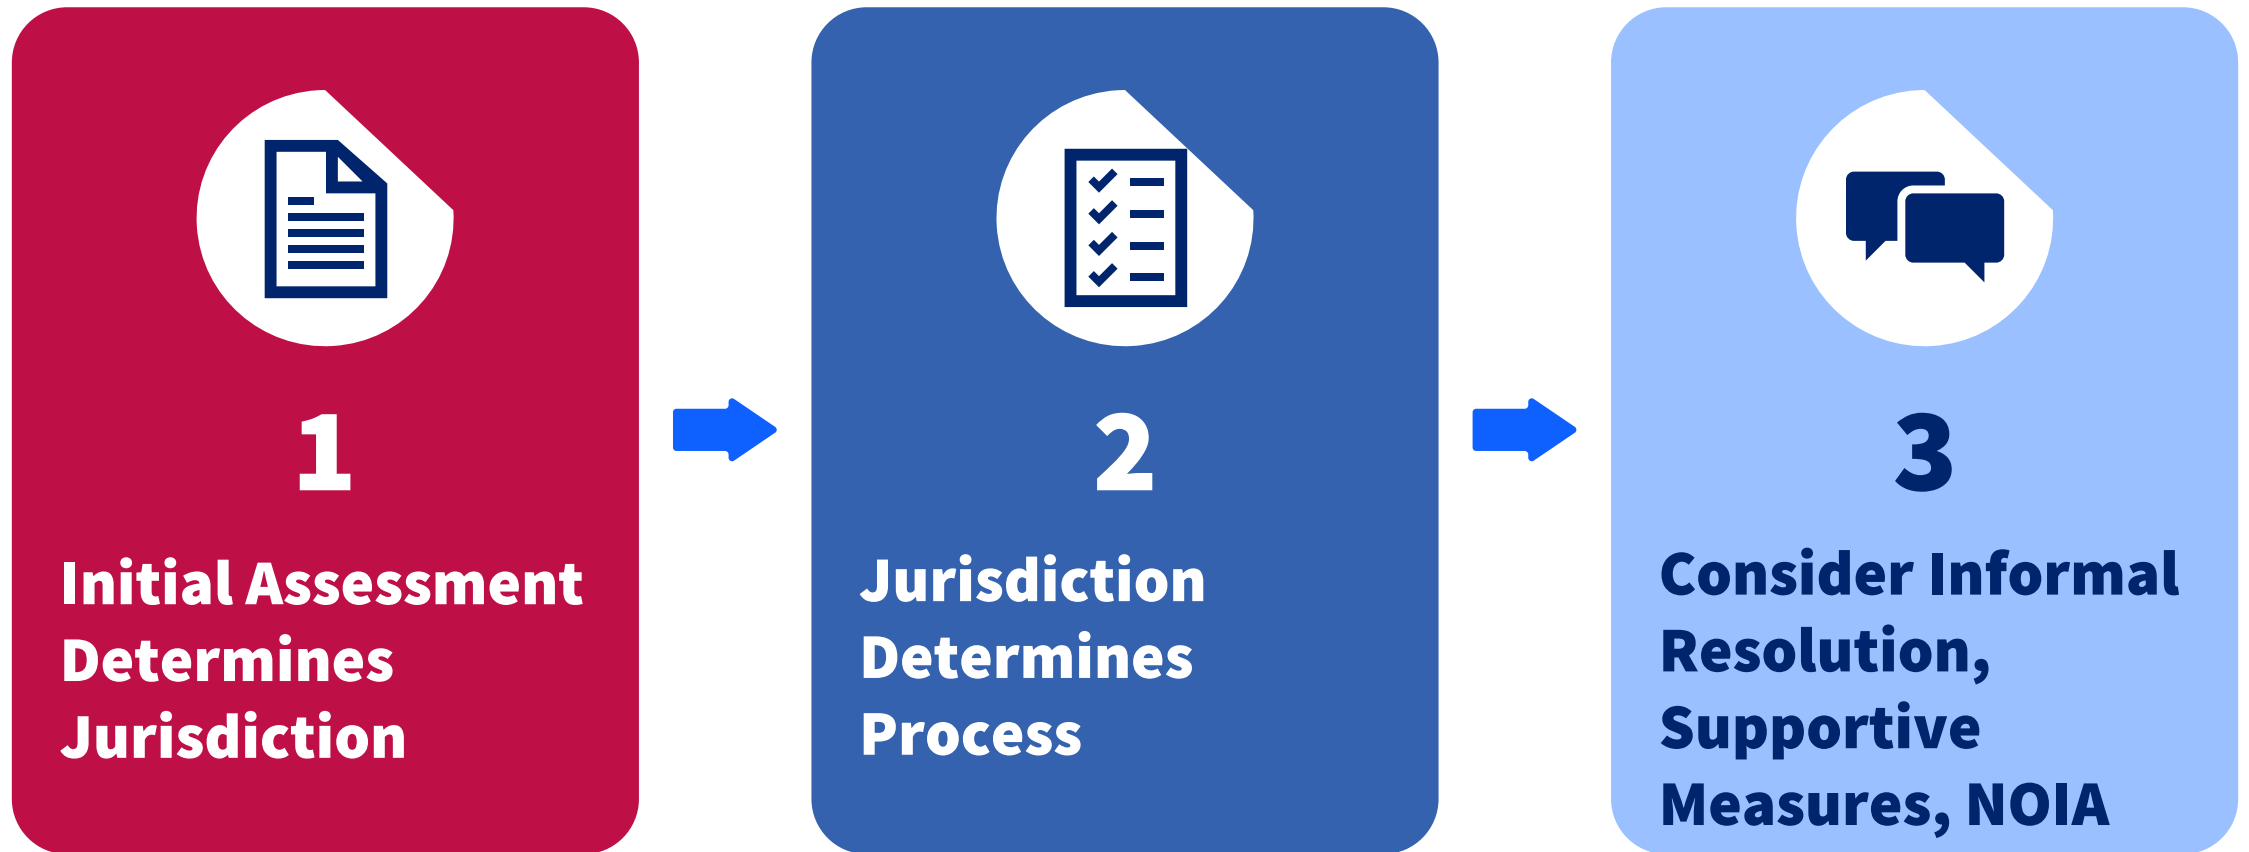 1
Initial Assessment
Determines
Jurisdiction
2
Jurisdiction
Determines
Process
3
Consider Informal
Resolution,
Supportive
Measures, NOIA